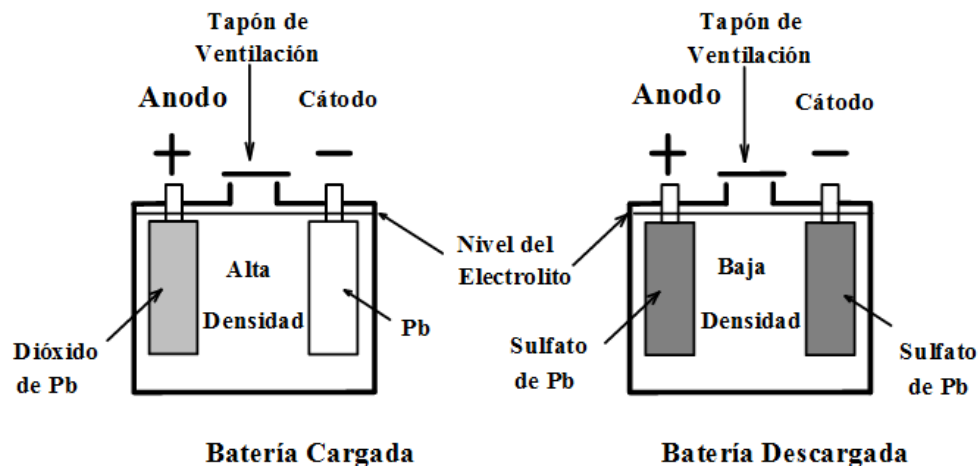 Tapón de
Ventilación
Anodo
Cátodo
+
−
Alta
Densidad
Dióxido
de Pb
Pb
Batería Cargada
Nivel del
Electrolito
Tapón de
Ventilación
Anodo
Cátodo
+
−
Baja
Densidad
Sulfato
de Pb
Sulfato
de Pb
Batería Descargada